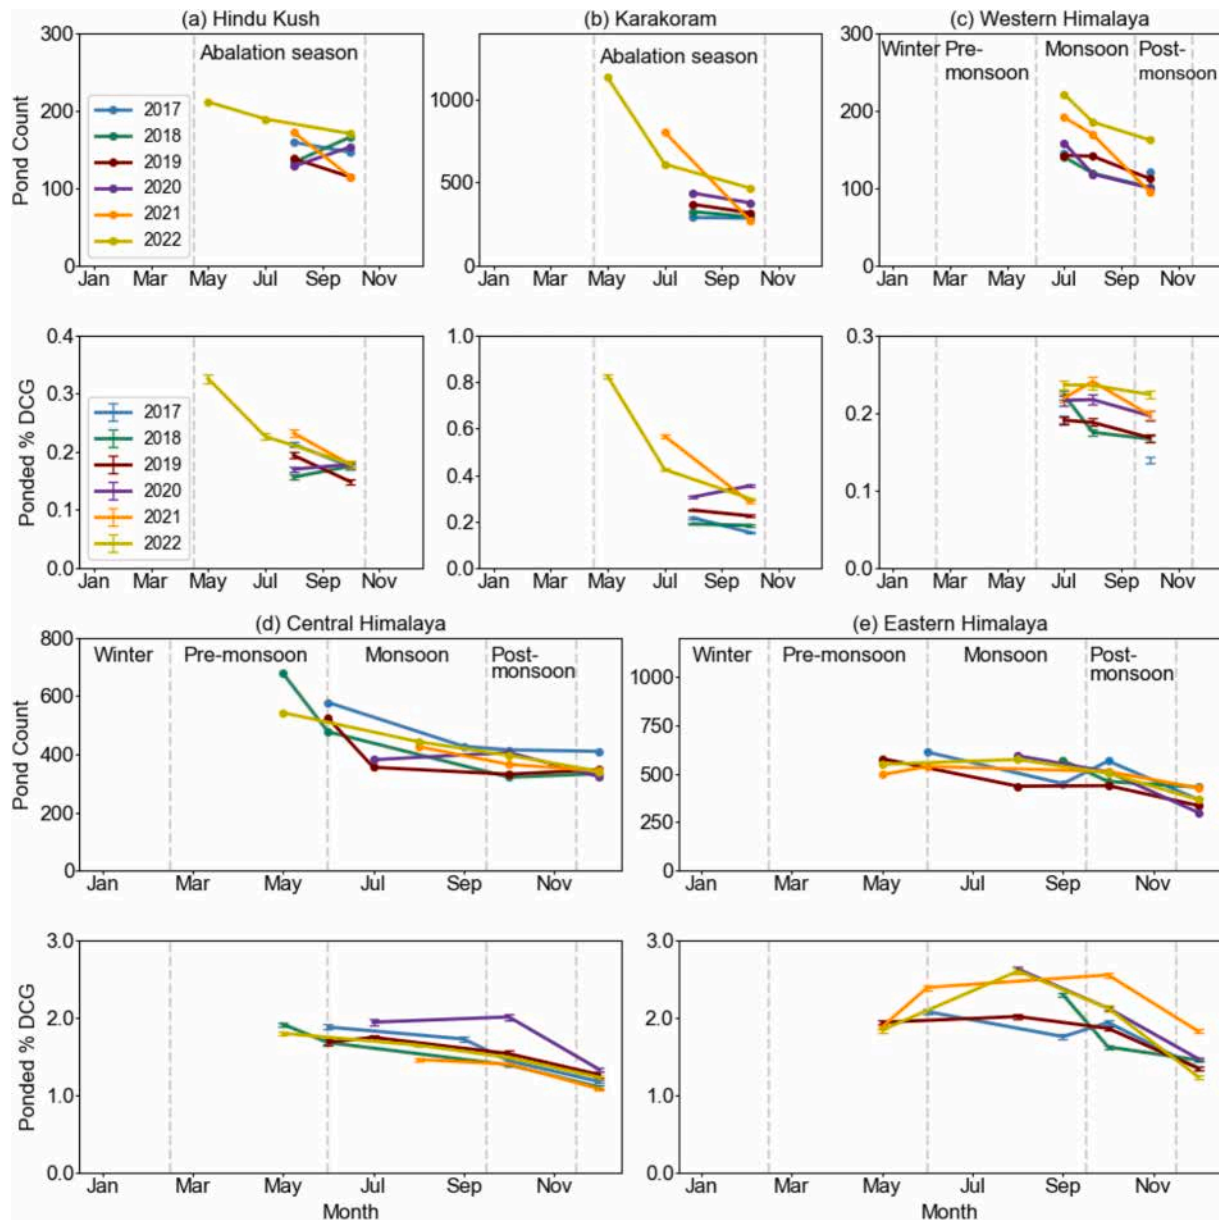 (a) Hindu Kush
(b) Karakoram
(c) Western Himalaya
Pond Count
300
200
100
0
Abalation season
2017
2018
2019
2020
2021
2022
Jan Mar May Jul Sep Nov
1000
500
0
Abalation season
Jan Mar May Jul Sep Nov
300
200
100
0
Winter Pre-monsoon
Monsoon
Post-monsoon
Jan Mar May Jul Sep Nov
Ponded % DCG
0.4
0.3
0.2
0.1
0.0
2017
2018
2019
2020
2021
2022
Jan Mar May Jul Sep Nov
1.0
0.8
0.6
0.4
0.2
0.0
Jan Mar May Jul Sep Nov
0.3
0.2
0.1
0.0
Jan Mar May Jul Sep Nov
(d) Central Himalaya
(e) Eastern Himalaya
Pond Count
800
600
400
200
0
Winter
Pre-monsoon
Monsoon
Post-monsoon
Jan Mar May Jul Sep Nov
1000
750
500
250
0
Winter
Pre-monsoon
Monsoon
Post-monsoon
Jan Mar May Jul Sep Nov
Ponded % DCG
3.0
2.0
1.0
0.0
Jan Mar May Jul Sep Nov
Month
3.0
2.0
1.0
0.0
Jan Mar May Jul Sep Nov
Month